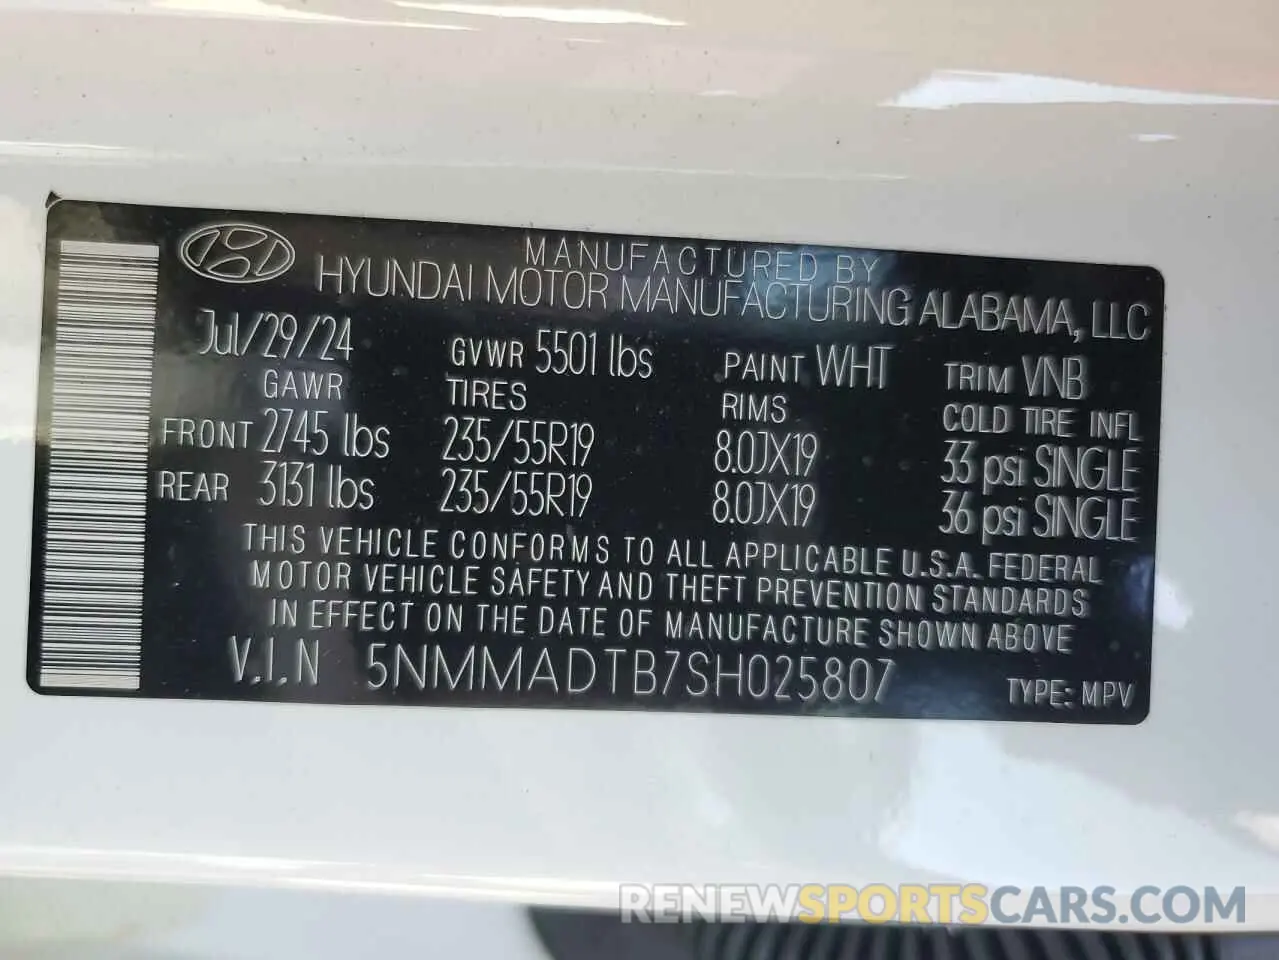 MANUFACTURED BY
HYUNDAI MOTOR MANUFACTURING ALABAMA, LLC
Jul/29/24 GVWR 5501 lbs PAINT WHT TRIM VNB
GAWR TIRES RIMS COLD TIRE INFL
FRONT 2745 lbs 235/55R19 8.0JX19 33 psi SINGLE
REAR 3131 lbs 235/55R19 8.0JX19 36 psi SINGLE
THIS VEHICLE CONFORMS TO ALL APPLICABLE U.S.A. FEDERAL
MOTOR VEHICLE SAFETY AND THEFT PREVENTION STANDARDS
IN EFFECT ON THE DATE OF MANUFACTURE SHOWN ABOVE
V.I.N 5NMMADTB7SH025807 TYPE: MPV
RENEWSPORTSCARS.COM